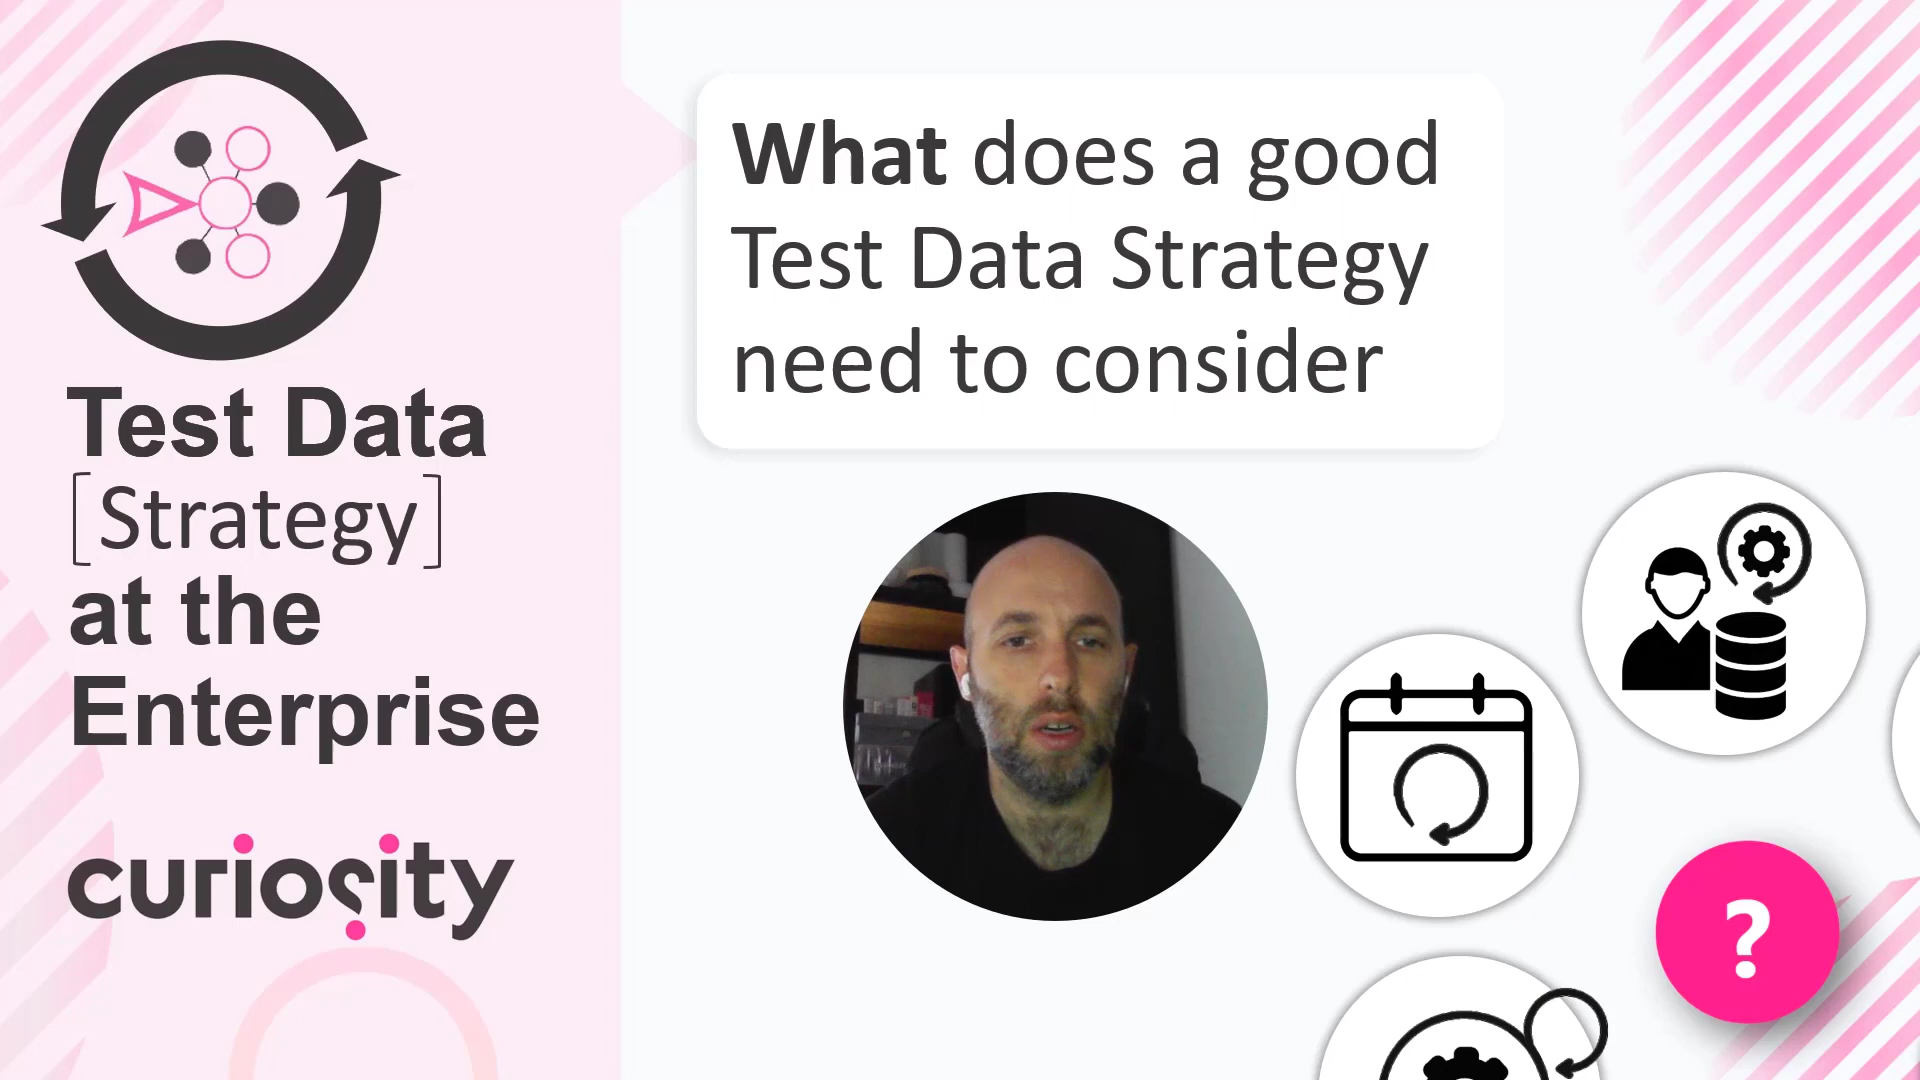 Test Data
[Strategy]
at the
Enterprise
curiosity
What does a good
Test Data Strategy
need to consider
?